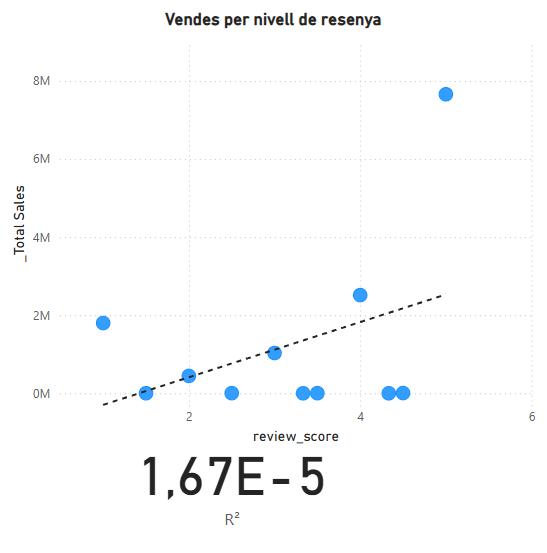 Vendes per nivell de resenya
8M
6M
4M
2M
0M
_Total Sales
2
4
6
review_score
1,67E-5
R²